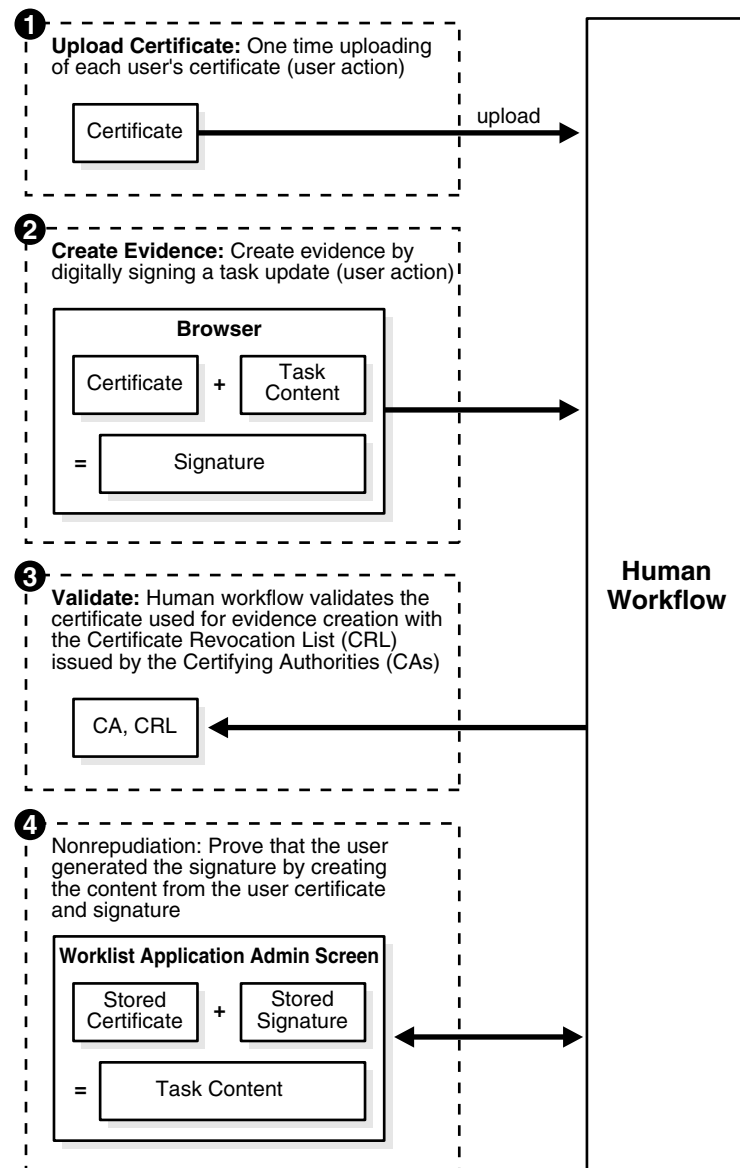 1
Upload Certificate: One time uploading
of each user's certificate (user action)
Certificate
upload
2
Create Evidence: Create evidence by
digitally signing a task update (user action)
Browser
Certificate
+
Task
Content
=
Signature
3
Validate: Human workflow validates the
certificate used for evidence creation with
the Certificate Revocation List (CRL)
issued by the Certifying Authorities (CAs)
CA, CRL
4
Nonrepudiation: Prove that the user
generated the signature by creating
the content from the user certificate
and signature
Worklist Application Admin Screen
Stored
Certificate
+
Stored
Signature
=
Task Content
Human
Workflow